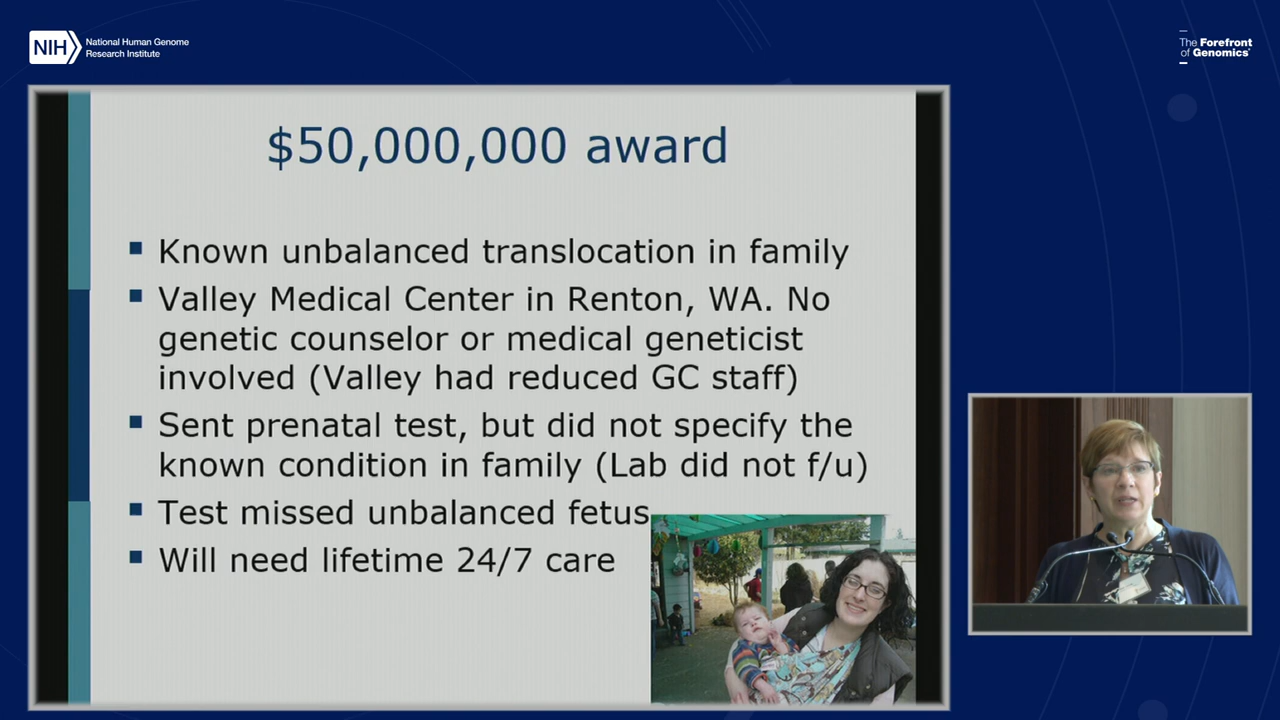 NIH
National Human Genome
Research Institute
The Forefront
of Genomics®
$50,000,000 award
▪ Known unbalanced translocation in family
▪ Valley Medical Center in Renton, WA. No
genetic counselor or medical geneticist
involved (Valley had reduced GC staff)
▪ Sent prenatal test, but did not specify the
known condition in family (Lab did not f/u)
▪ Test missed unbalanced fetus
▪ Will need lifetime 24/7 care